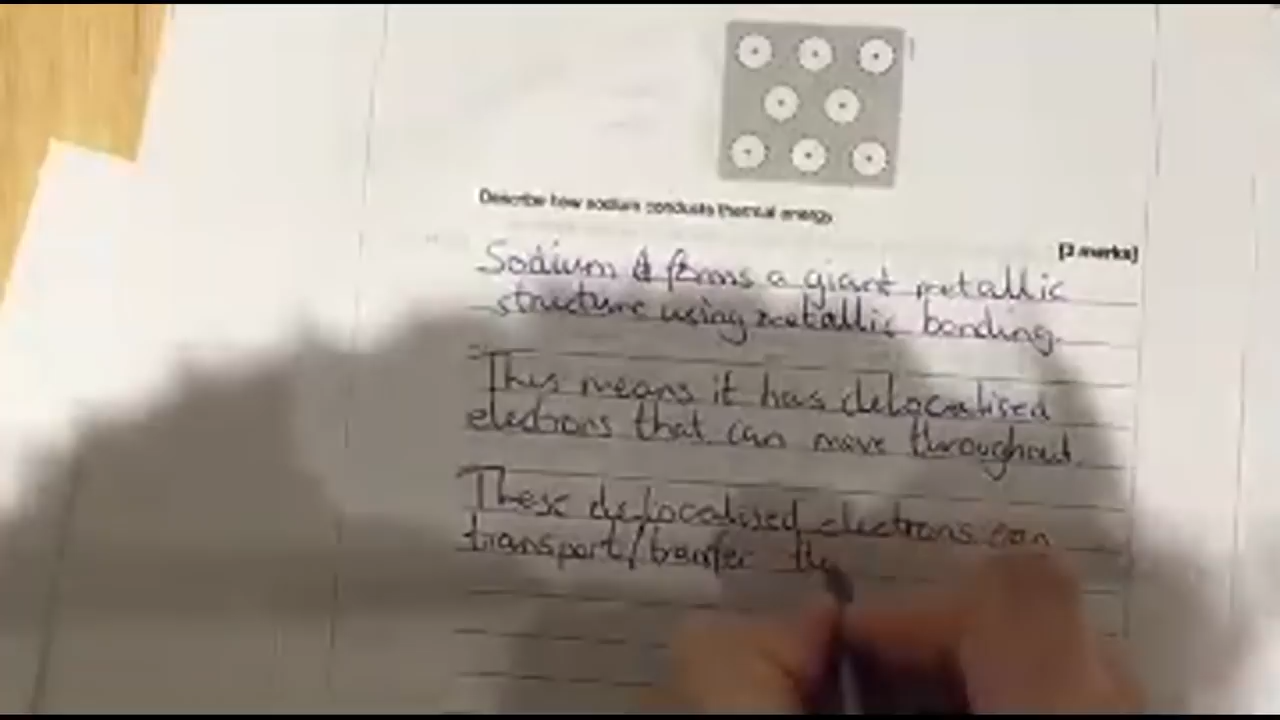 Describe how sodium conducts thermal energy
[3 marks]
Sodium forms a giant metallic
structure using metallic bonding.
This means it has delocalised
electrons that can move throughout.
These delocalised electrons can
transport/transfer the